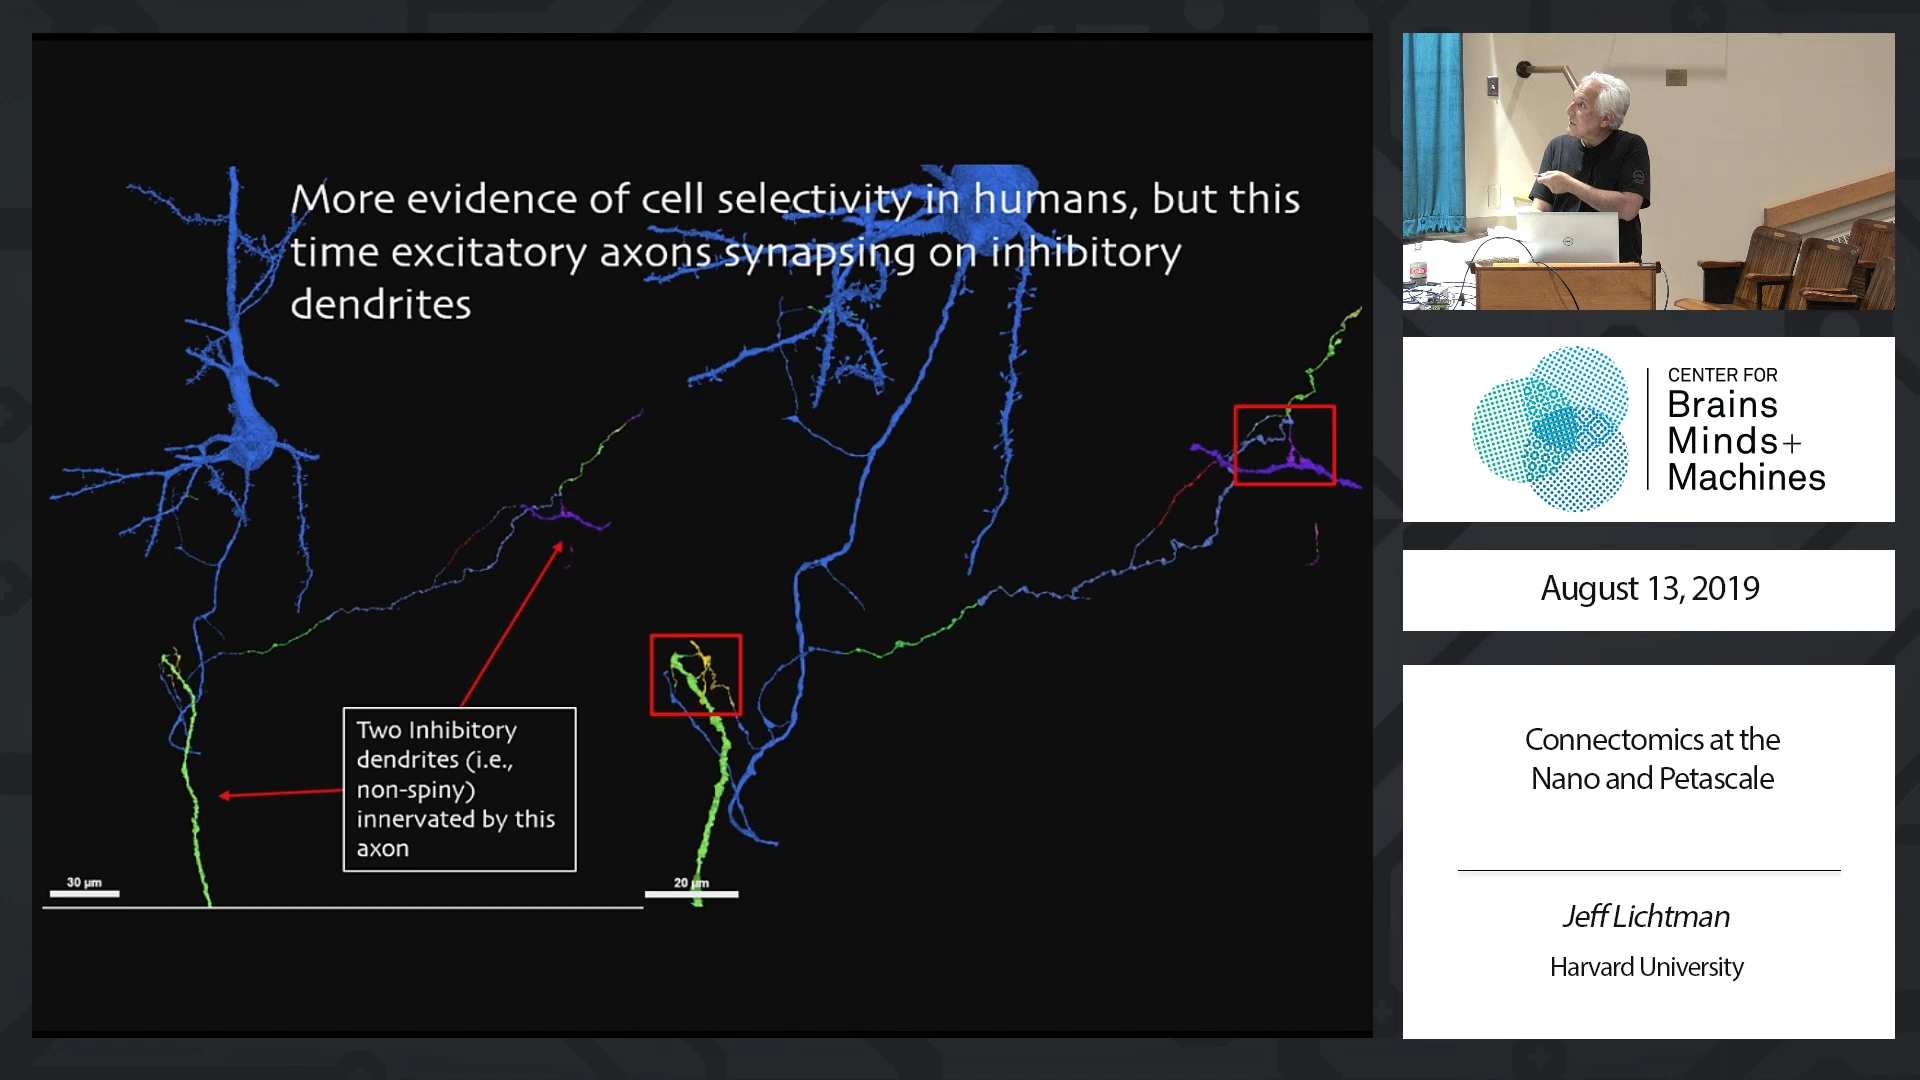 More evidence of cell selectivity in humans, but this
time excitatory axons synapsing on inhibitory
dendrites
Two Inhibitory
dendrites (i.e.,
non-spiny)
innervated by this
axon
30 µm
20 µm
CENTER FOR
Brains
Minds+
Machines
August 13, 2019
Connectomics at the
Nano and Petascale
Jeff Lichtman
Harvard University